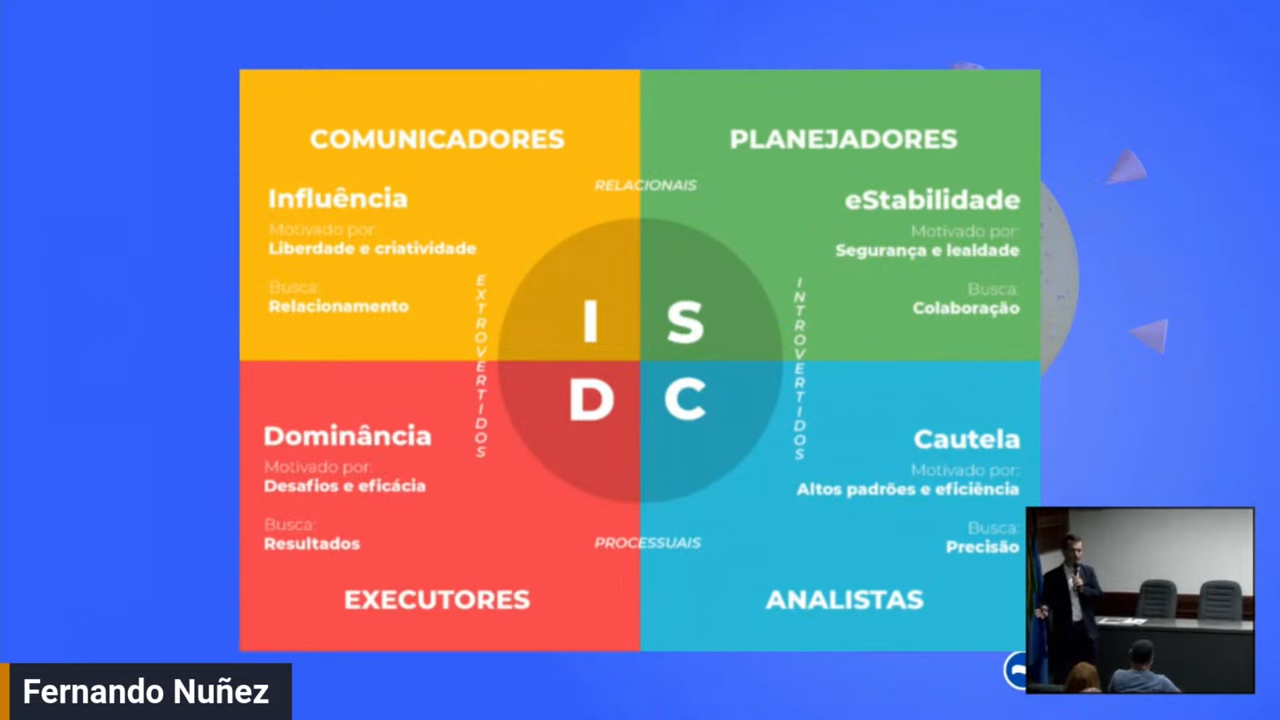 COMUNICADORES
Influência
Motivado por:
Liberdade e criatividade
Busca:
Relacionamento
PLANEJADORES
eStabilidade
Motivado por:
Segurança e lealdade
Busca:
Colaboração
RELACIONAIS
EXTROVERTIDOS
INTROVERTIDOS
I S
D C
Dominância
Motivado por:
Desafios e eficácia
Busca:
Resultados
EXECUTORES
Cautela
Motivado por:
Altos padrões e eficiência
Busca:
Precisão
ANALISTAS
PROCESSUAIS
Fernando Nuñez